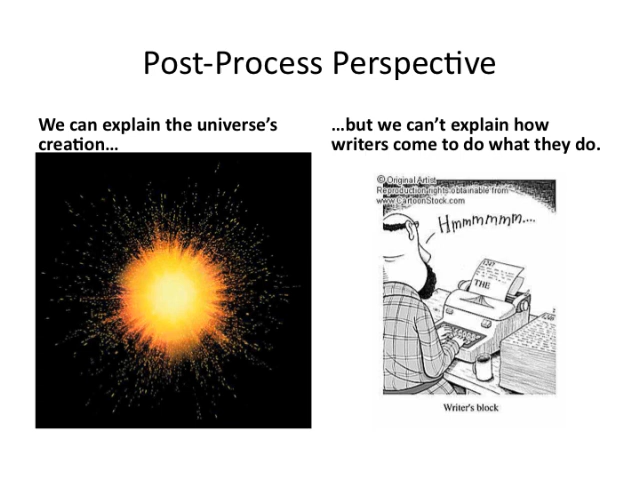 Post-Process Perspective
We can explain the universe's
creation…
…but we can't explain how
writers come to do what they do.
© Original Artist
Reproduction rights obtainable from
www.CartoonStock.com
Hmmmmmm....
THE
Writer's block